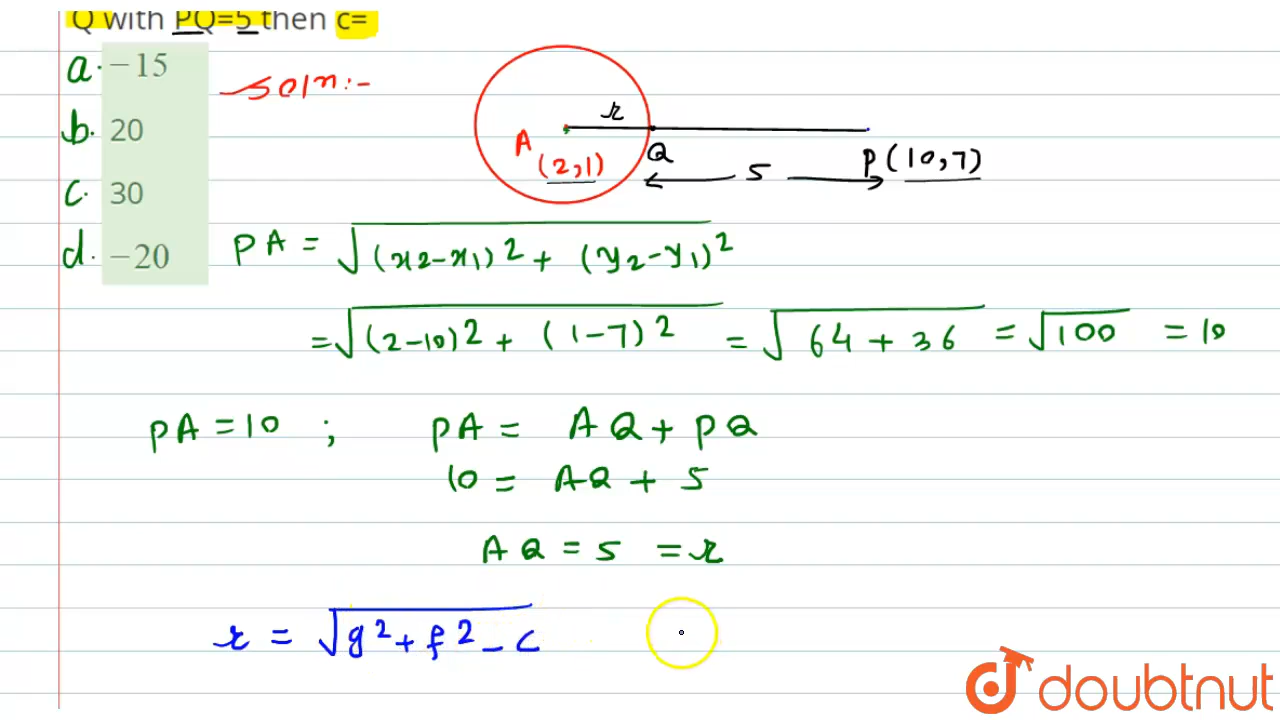 Q with PQ=5 then c=
a. −15
soln:-
b. 20
c. 30
d. −20
r
A
(2,1)
Q
5
P(10,7)
PA = √(x2-x1)² + (y2-y1)²
= √(2-10)² + (1-7)² = √64 + 36 = √100 = 10
PA = 10 ; PA = AQ + PQ
10 = AQ + 5
AQ = 5 = r
r = √g² + f² - c
doubtnut